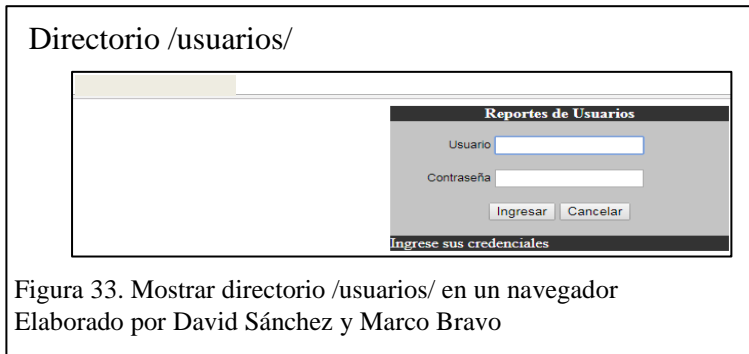 Directorio /usuarios/
Reportes de Usuarios
Usuario
Contraseña
Ingresar Cancelar
Ingrese sus credenciales
Figura 33. Mostrar directorio /usuarios/ en un navegador
Elaborado por David Sánchez y Marco Bravo